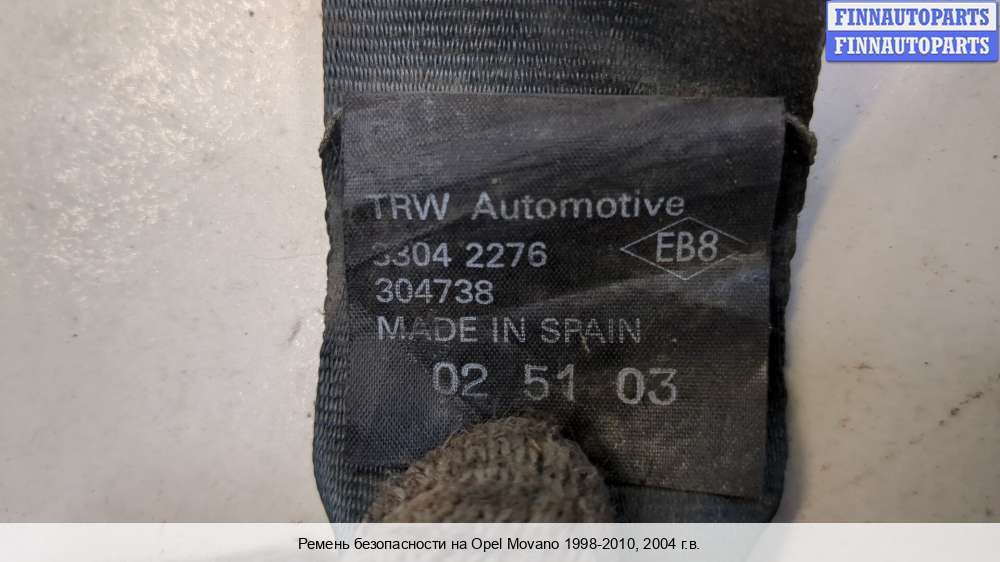 FINNAUTOPARTS
FINNAUTOPARTS
TRW Automotive
3304 2276
EB8
304738
MADE IN SPAIN
02 51 03
Ремень безопасности на Opel Movano 1998-2010, 2004 г.в.